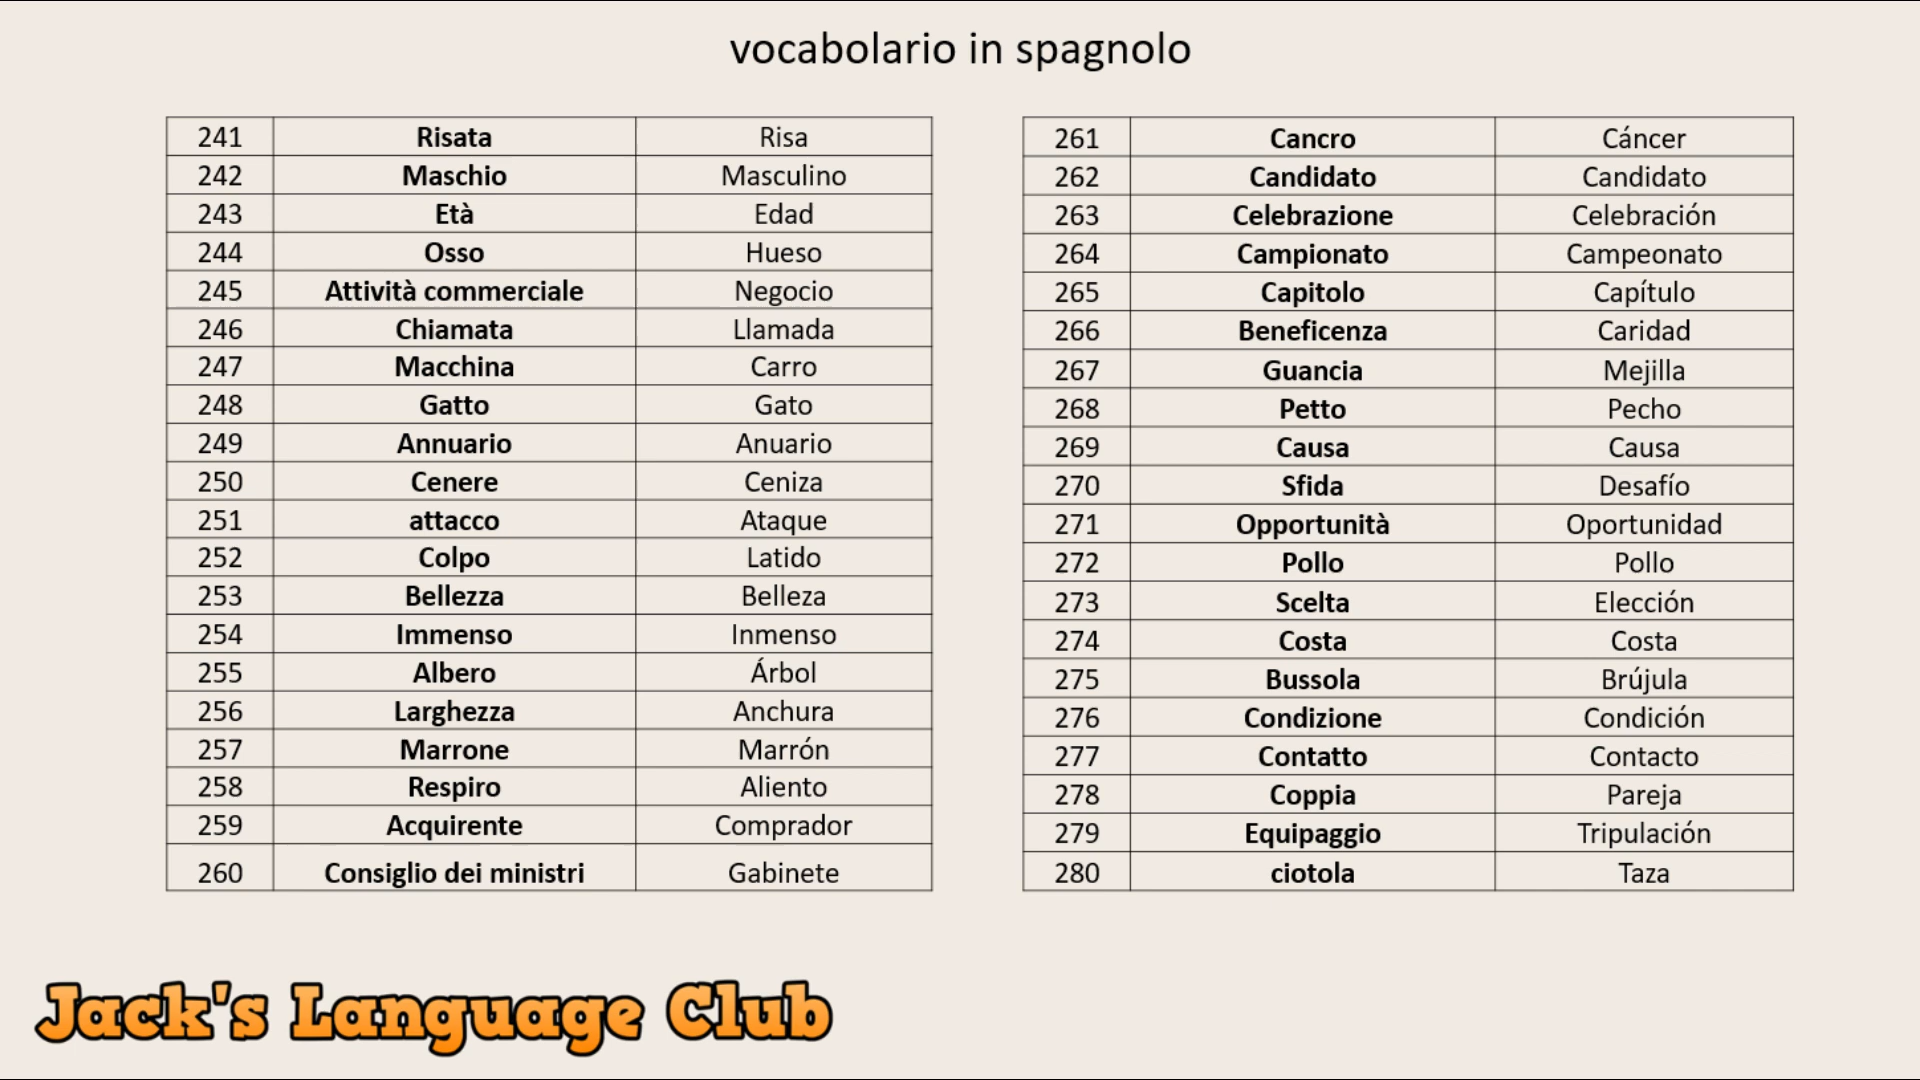 vocabolario in spagnolo
241 Risata Risa
242 Maschio Masculino
243 Età Edad
244 Osso Hueso
245 Attività commerciale Negocio
246 Chiamata Llamada
247 Macchina Carro
248 Gatto Gato
249 Annuario Anuario
250 Cenere Ceniza
251 attacco Ataque
252 Colpo Latido
253 Bellezza Belleza
254 Immenso Inmenso
255 Albero Árbol
256 Larghezza Anchura
257 Marrone Marrón
258 Respiro Aliento
259 Acquirente Comprador
260 Consiglio dei ministri Gabinete
261 Cancro Cáncer
262 Candidato Candidato
263 Celebrazione Celebración
264 Campionato Campeonato
265 Capitolo Capítulo
266 Beneficenza Caridad
267 Guancia Mejilla
268 Petto Pecho
269 Causa Causa
270 Sfida Desafío
271 Opportunità Oportunidad
272 Pollo Pollo
273 Scelta Elección
274 Costa Costa
275 Bussola Brújula
276 Condizione Condición
277 Contatto Contacto
278 Coppia Pareja
279 Equipaggio Tripulación
280 ciotola Taza
Jack's Language Club